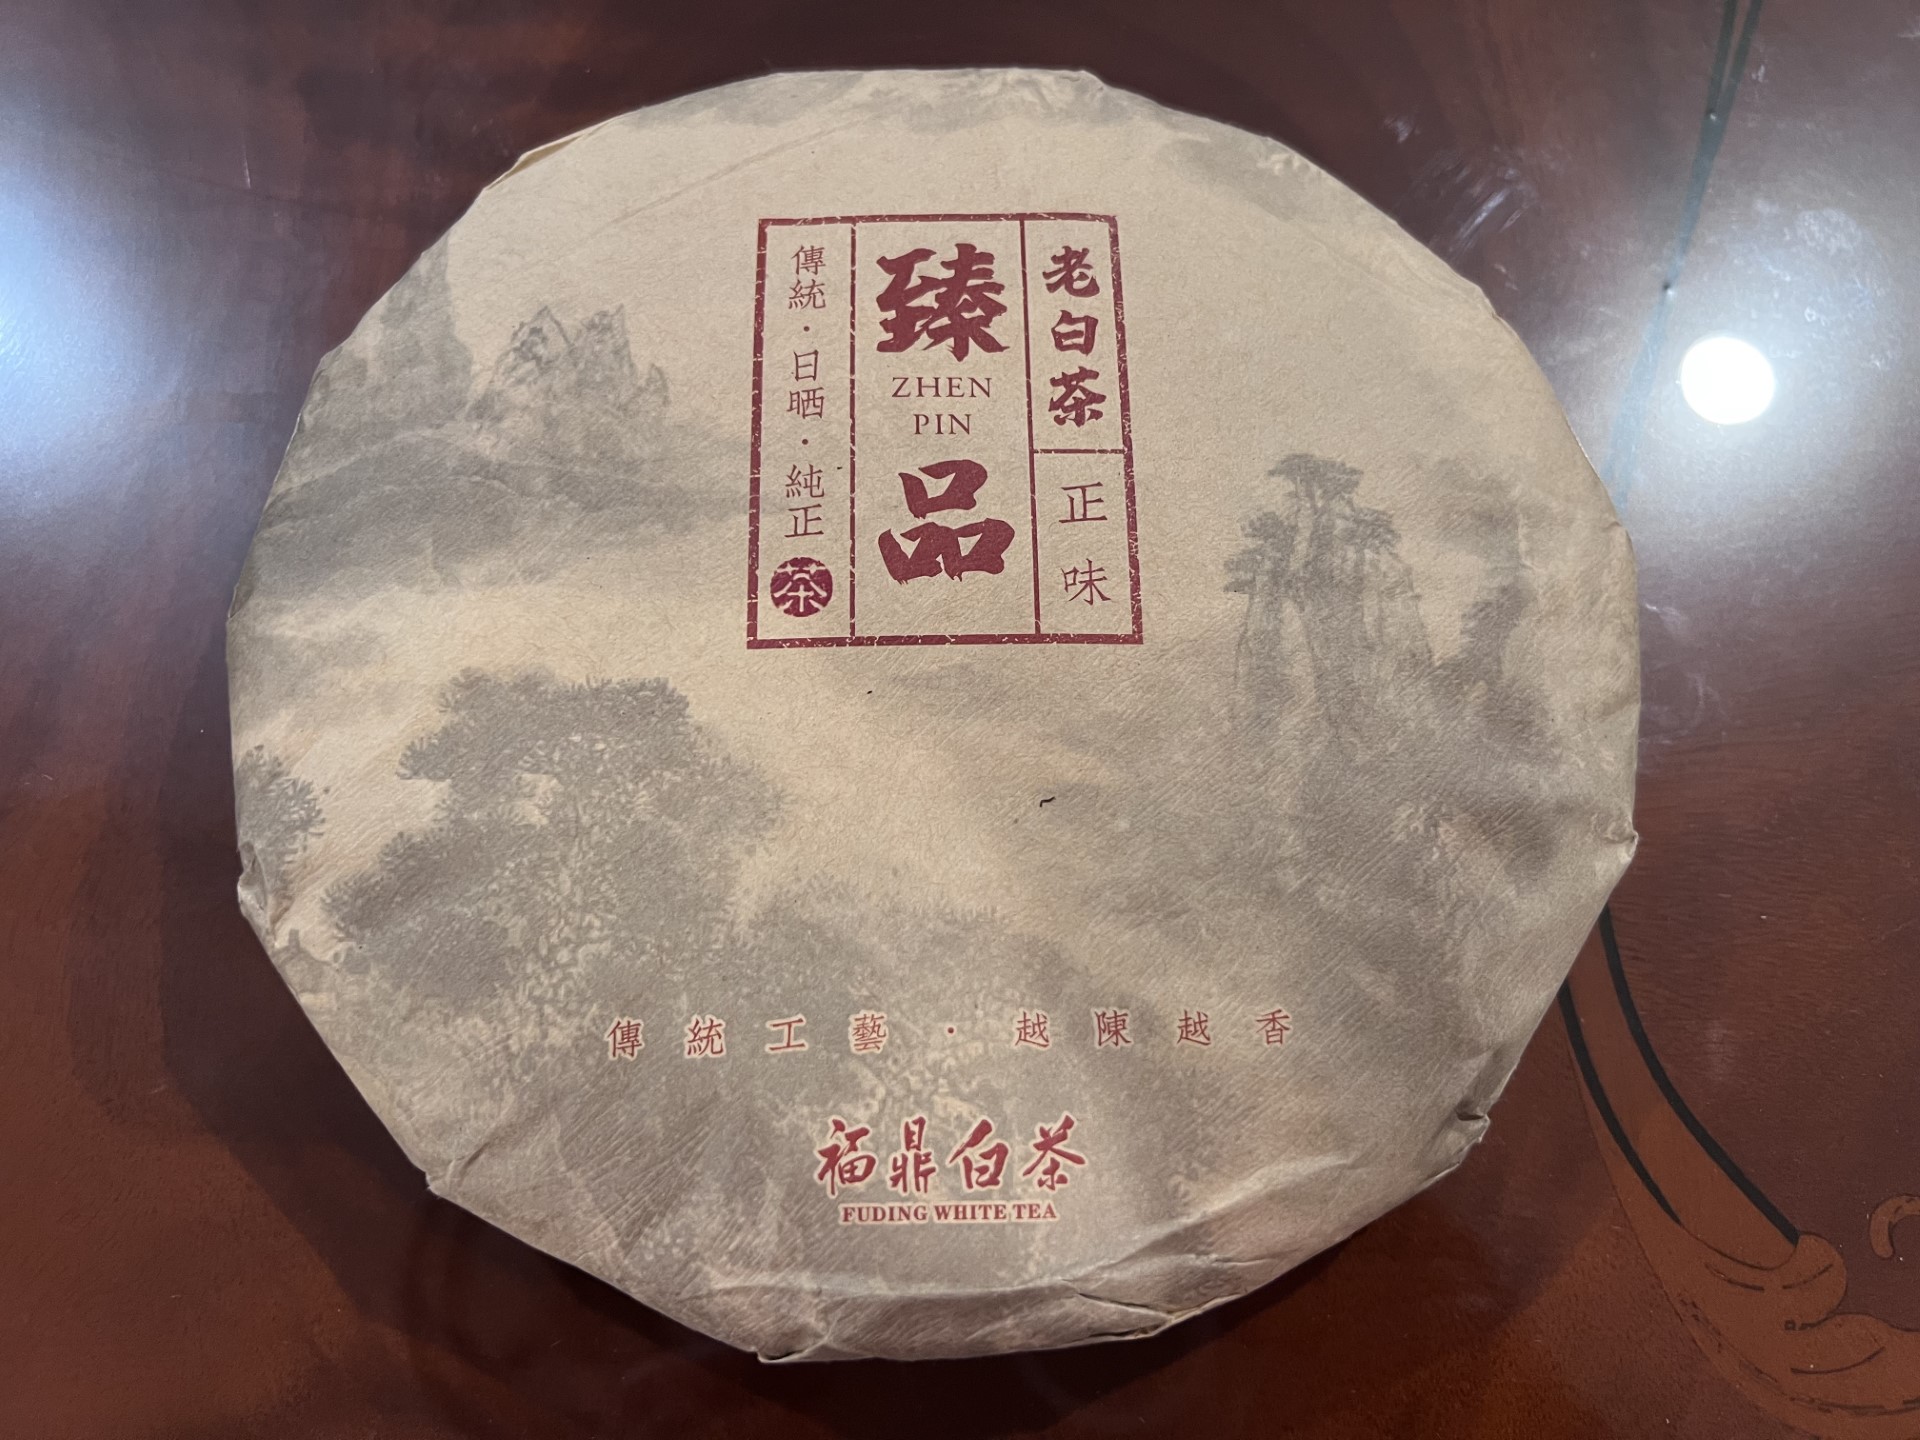 老白茶
正味
臻
ZHEN
PIN
品
傳統·日晒·純正
茶
傳統工藝·越陳越香
福鼎白茶
FUDING WHITE TEA